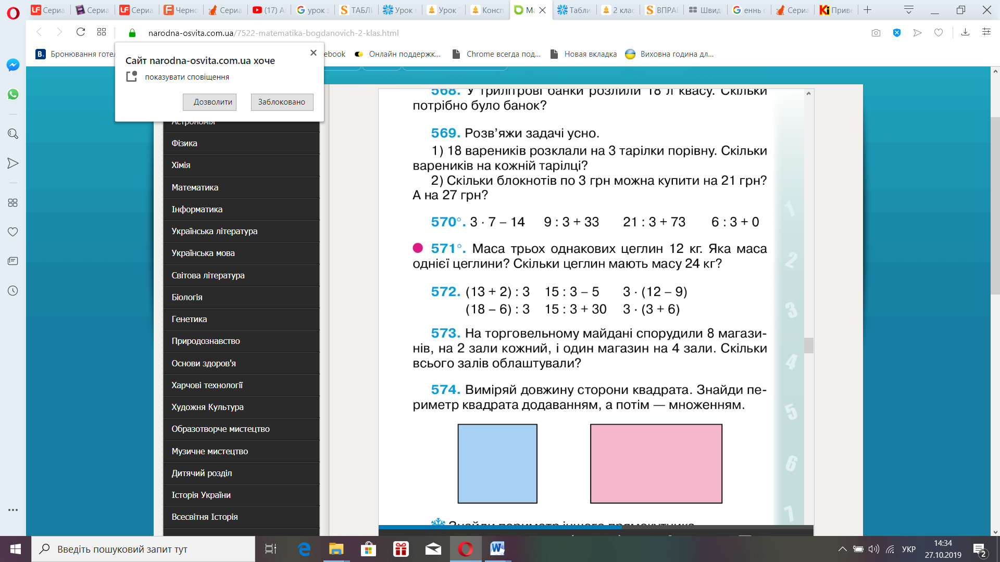 LF Сериа
Сериа
LF Сериа
F Черно
Сериа
(17) А
G урок з
S ТАБЛИ
Урок
Урок
Консп
Ма
Табли
2 клас
S ВПРАВ
Швид
G еннь
Сериа
Ki Приве
narodna-osvita.com.ua/7522-matematika-bogdanovich-2-klas.html
B. Бронювання готел
ebook
Онлайн поддержк...
Chrome всегда под...
Новая вкладка
Виховна година дл...
Сайт narodna-osvita.com.ua хоче
показувати сповіщення
Дозволити
Заблоковано
Астрономія
Фізика
Хімія
Математика
Інформатика
Українська література
Українська мова
Світова література
Біологія
Генетика
Природознавство
Основи здоров'я
Харчові технології
Художня Культура
Образотворче мистецтво
Музичне мистецтво
Дитячий розділ
Історія України
Всесвітня Історія
568. У трилітрові банки розлили 18 л квасу. Скільки
потрібно було банок?
569. Розв’яжи задачі усно.
1) 18 вареників розклали на 3 тарілки порівну. Скільки
вареників на кожній тарілці?
2) Скільки блокнотів по 3 грн можна купити на 21 грн?
А на 27 грн?
570°. 3 · 7 – 14 9 : 3 + 33 21 : 3 + 73 6 : 3 + 0
571°. Маса трьох однакових цеглин 12 кг. Яка маса
однієї цеглини? Скільки цеглин мають масу 24 кг?
572. (13 + 2) : 3 15 : 3 – 5 3 · (12 – 9)
(18 – 6) : 3 15 : 3 + 30 3 · (3 + 6)
573. На торговельному майдані спорудили 8 магази-
нів, на 2 зали кожний, і один магазин на 4 зали. Скільки
всього залів облаштували?
574. Виміряй довжину сторони квадрата. Знайди пе-
риметр квадрата додаванням, а потім — множенням.
Знайди периметр іншого прямокутника.
1
2
3
4
5
6
7
Введіть пошуковий запит тут
УКР
14:34
27.10.2019
2